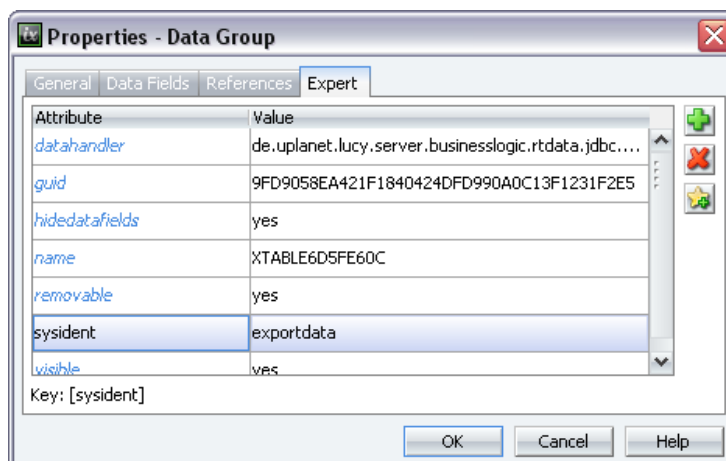 ix Properties - Data Group
General Data Fields References Expert
Attribute Value
datahandler de.uplanet.lucy.server.businesslogic.rtdata.jdbc....
guid 9FD9058EA421F1840424DFD990A0C13F1231F2E5
hidedatafields yes
name XTABLE6D5FE60C
removable yes
sysident exportdata
visible yes
Key: [sysident]
OK Cancel Help